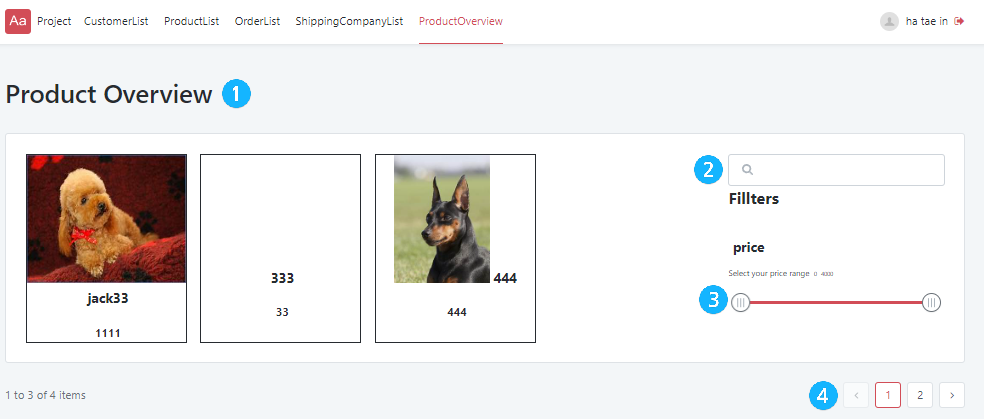 Aa Project CustomerList ProductList OrderList ShippingCompanyList ProductOverview ha tae in
Product Overview 1
2
Fillters
price
Select your price range 0 4000
3
jack33
1111
333
33
444
444
1 to 3 of 4 items
4 < 1 2 >